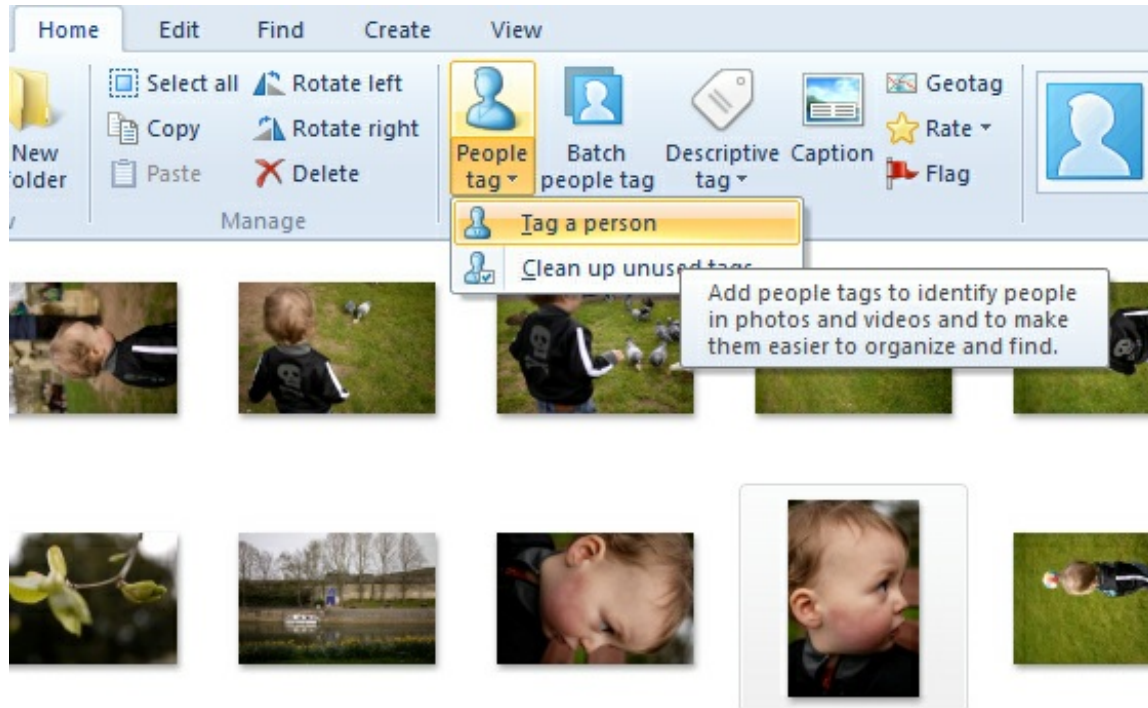 Home Edit Find Create View
Select all Rotate left
Copy Rotate right
Paste Delete
New
older
Manage
People
tag
Batch
people tag
Descriptive
tag
Caption
Geotag
Rate
Flag
Tag a person
Clean up unused tags
Add people tags to identify people
in photos and videos and to make
them easier to organize and find.